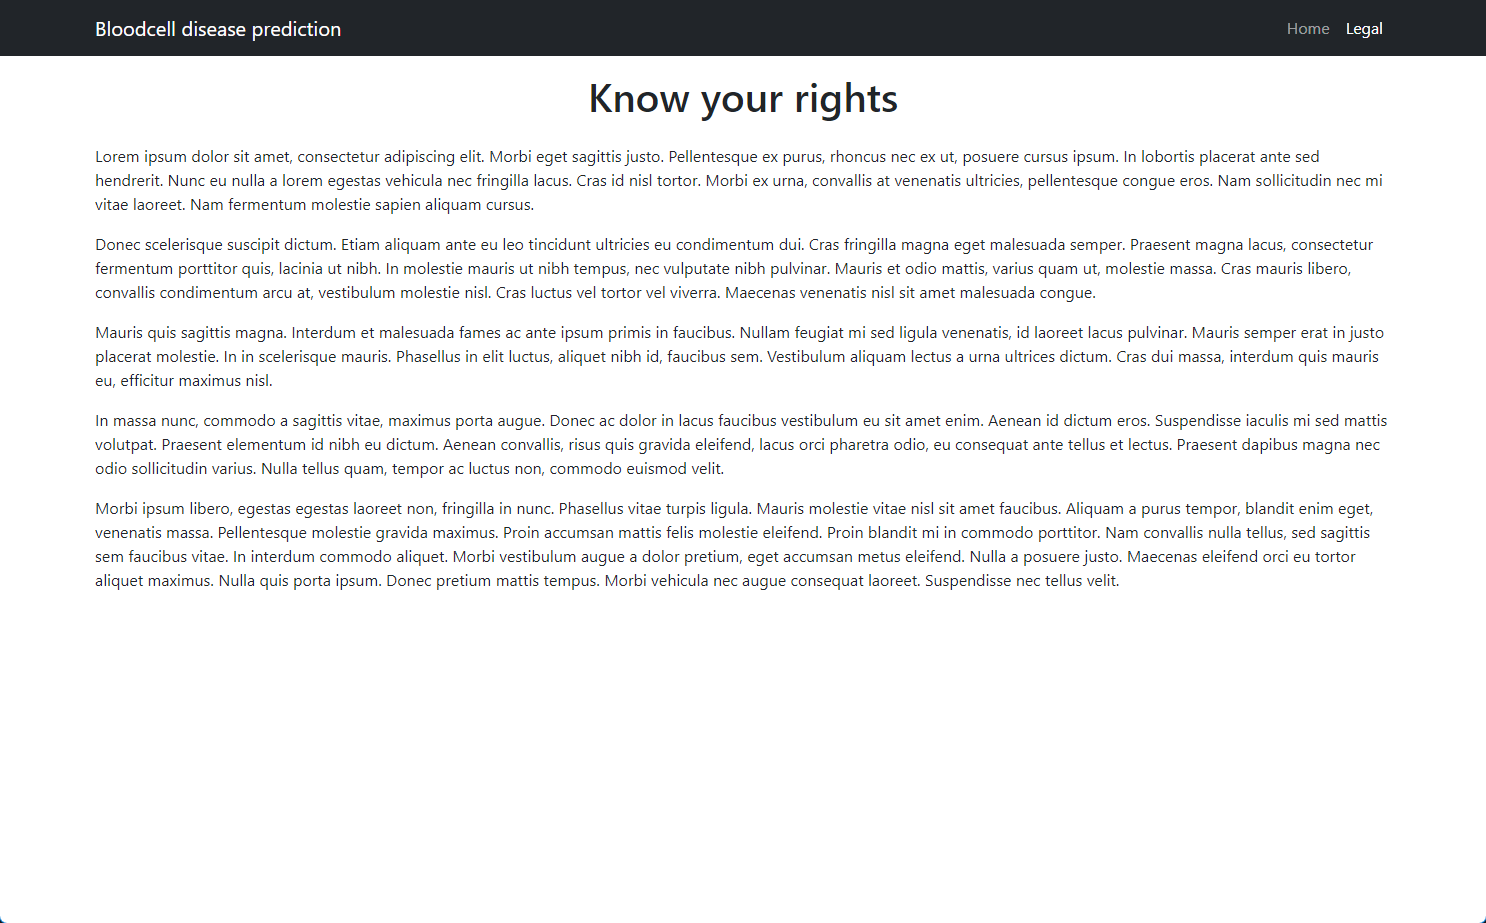 Bloodcell disease prediction
Home
Legal
Know your rights
Lorem ipsum dolor sit amet, consectetur adipiscing elit. Morbi eget sagittis justo. Pellentesque ex purus, rhoncus nec ex ut, posuere cursus ipsum. In lobortis placerat ante sed
hendrerit. Nunc eu nulla a lorem egestas vehicula nec fringilla lacus. Cras id nisl tortor. Morbi ex urna, convallis at venenatis ultricies, pellentesque congue eros. Nam sollicitudin nec mi
vitae laoreet. Nam fermentum molestie sapien aliquam cursus.
Donec scelerisque suscipit dictum. Etiam aliquam ante eu leo tincidunt ultricies eu condimentum dui. Cras fringilla magna eget malesuada semper. Praesent magna lacus, consectetur
fermentum porttitor quis, lacinia ut nibh. In molestie mauris ut nibh tempus, nec vulputate nibh pulvinar. Mauris et odio mattis, varius quam ut, molestie massa. Cras mauris libero,
convallis condimentum arcu at, vestibulum molestie nisl. Cras luctus vel tortor vel viverra. Maecenas venenatis nisl sit amet malesuada congue.
Mauris quis sagittis magna. Interdum et malesuada fames ac ante ipsum primis in faucibus. Nullam feugiat mi sed ligula venenatis, id laoreet lacus pulvinar. Mauris semper erat in justo
placerat molestie. In in scelerisque mauris. Phasellus in elit luctus, aliquet nibh id, faucibus sem. Vestibulum aliquam lectus a urna ultrices dictum. Cras dui massa, interdum quis mauris
eu, efficitur maximus nisl.
In massa nunc, commodo a sagittis vitae, maximus porta augue. Donec ac dolor in lacus faucibus vestibulum eu sit amet enim. Aenean id dictum eros. Suspendisse iaculis mi sed mattis
volutpat. Praesent elementum id nibh eu dictum. Aenean convallis, risus quis gravida eleifend, lacus orci pharetra odio, eu consequat ante tellus et lectus. Praesent dapibus magna nec
odio sollicitudin varius. Nulla tellus quam, tempor ac luctus non, commodo euismod velit.
Morbi ipsum libero, egestas egestas laoreet non, fringilla in nunc. Phasellus vitae turpis ligula. Mauris molestie vitae nisl sit amet faucibus. Aliquam a purus tempor, blandit enim eget,
venenatis massa. Pellentesque molestie gravida maximus. Proin accumsan mattis felis molestie eleifend. Proin blandit mi in commodo porttitor. Nam convallis nulla tellus, sed sagittis
sem faucibus vitae. In interdum commodo aliquet. Morbi vestibulum augue a dolor pretium, eget accumsan metus eleifend. Nulla a posuere justo. Maecenas eleifend orci eu tortor
aliquet maximus. Nulla quis porta ipsum. Donec pretium mattis tempus. Morbi vehicula nec augue consequat laoreet. Suspendisse nec tellus velit.